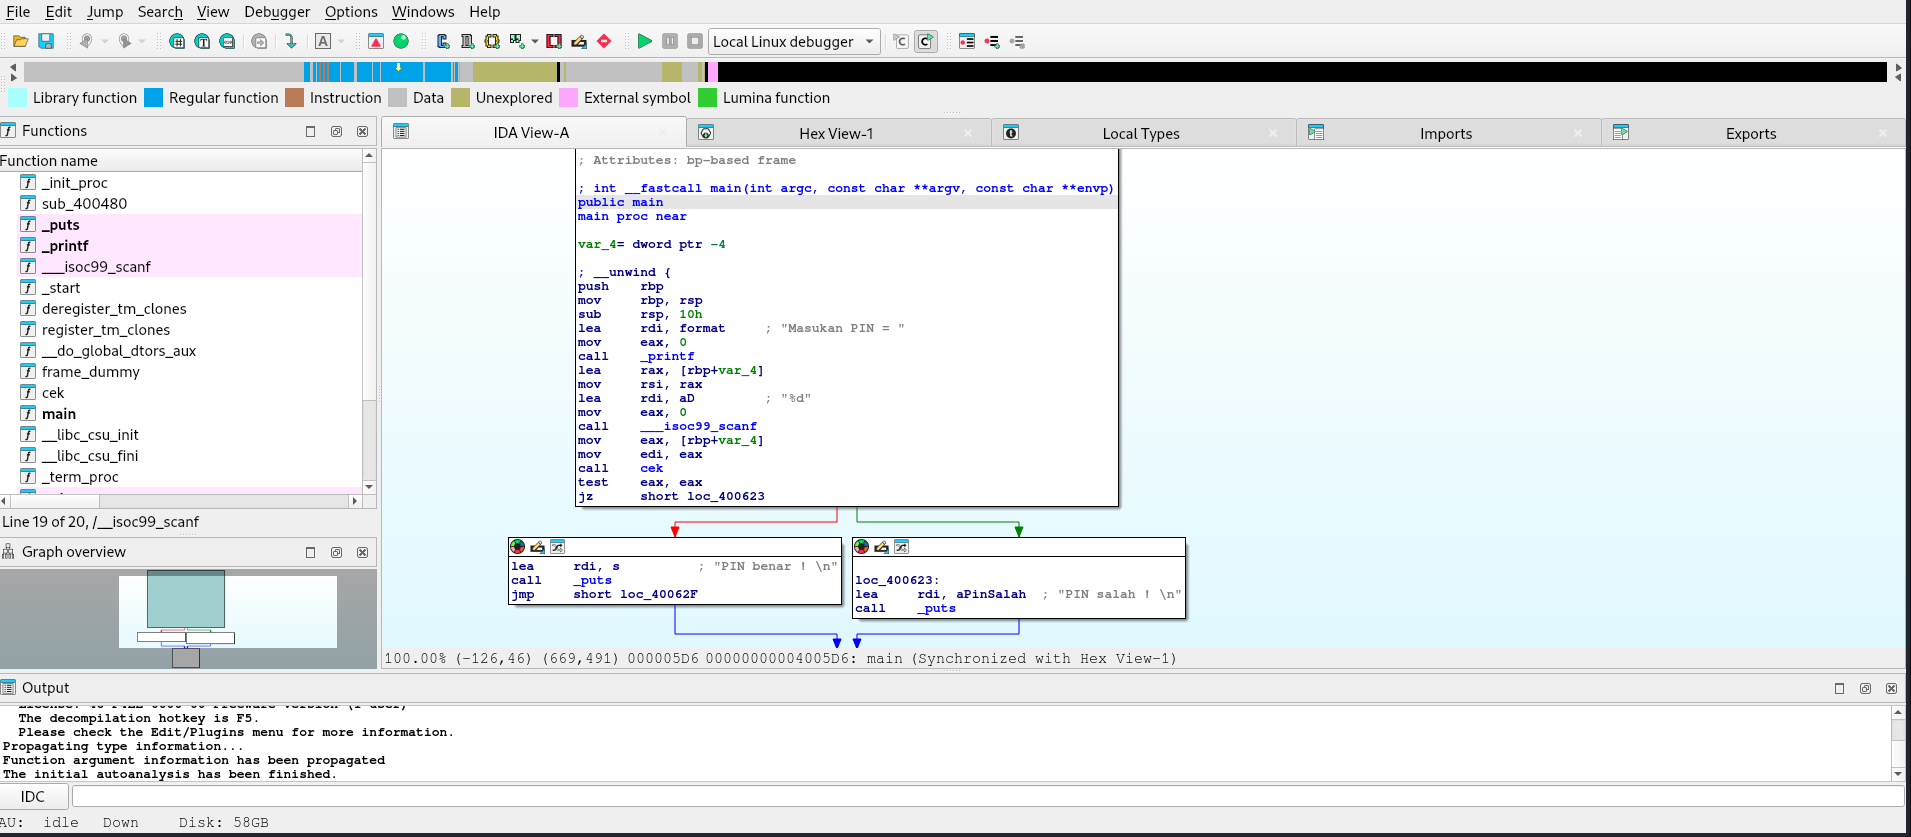 File Edit Jump Search View Debugger Options Windows Help
Local Linux debugger
Library function Regular function Instruction Data Unexplored External symbol Lumina function
Functions
IDA View-A Hex View-1 Local Types Imports Exports
Function name
_init_proc
sub_400480
_puts
_printf
___isoc99_scanf
_start
deregister_tm_clones
register_tm_clones
__do_global_dtors_aux
frame_dummy
cek
main
__libc_csu_init
__libc_csu_fini
_term_proc
Line 19 of 20, /__isoc99_scanf
Graph overview
; Attributes: bp-based frame
; int __fastcall main(int argc, const char **argv, const char **envp)
public main
main proc near
var_4= dword ptr -4
; __unwind {
push rbp
mov rbp, rsp
sub rsp, 10h
lea rdi, format ; "Masukan PIN = "
mov eax, 0
call _printf
lea rax, [rbp+var_4]
mov rsi, rax
lea rdi, aD ; "%d"
mov eax, 0
call ___isoc99_scanf
mov eax, [rbp+var_4]
mov edi, eax
call cek
test eax, eax
jz short loc_400623
lea rdi, s ; "PIN benar ! \n"
call _puts
jmp short loc_40062F
loc_400623:
lea rdi, aPinSalah ; "PIN salah ! \n"
call _puts
100.00% (-126,46) (669,491) 000005D6 00000000004005D6: main (Synchronized with Hex View-1)
Output
The decompilation hotkey is F5.
Please check the Edit/Plugins menu for more information.
Propagating type information...
Function argument information has been propagated
The initial autoanalysis has been finished.
IDC
AU: idle Down Disk: 58GB